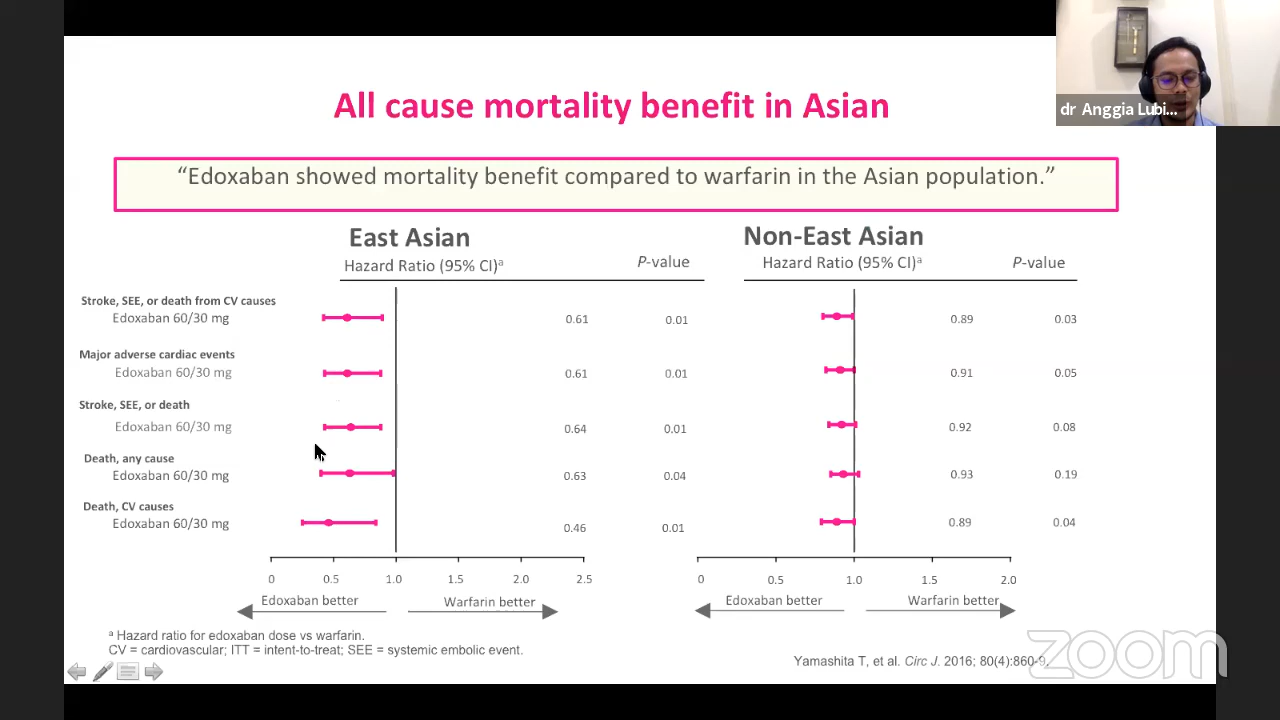 dr Anggia Lubi...
All cause mortality benefit in Asian
“Edoxaban showed mortality benefit compared to warfarin in the Asian population.”
East Asian
Hazard Ratio (95% CI)ᵃ P-value
Non-East Asian
Hazard Ratio (95% CI)ᵃ P-value
Stroke, SEE, or death from CV causes
Edoxaban 60/30 mg 0.61 0.01 0.89 0.03
Major adverse cardiac events
Edoxaban 60/30 mg 0.61 0.01 0.91 0.05
Stroke, SEE, or death
Edoxaban 60/30 mg 0.64 0.01 0.92 0.08
Death, any cause
Edoxaban 60/30 mg 0.63 0.04 0.93 0.19
Death, CV causes
Edoxaban 60/30 mg 0.46 0.01 0.89 0.04
0 0.5 1.0 1.5 2.0 2.5
0 0.5 1.0 1.5 2.0
Edoxaban better Warfarin better
Edoxaban better Warfarin better
ᵃ Hazard ratio for edoxaban dose vs warfarin.
CV = cardiovascular; ITT = intent-to-treat; SEE = systemic embolic event.
Yamashita T, et al. Circ J. 2016; 80(4):860-9.
zoom